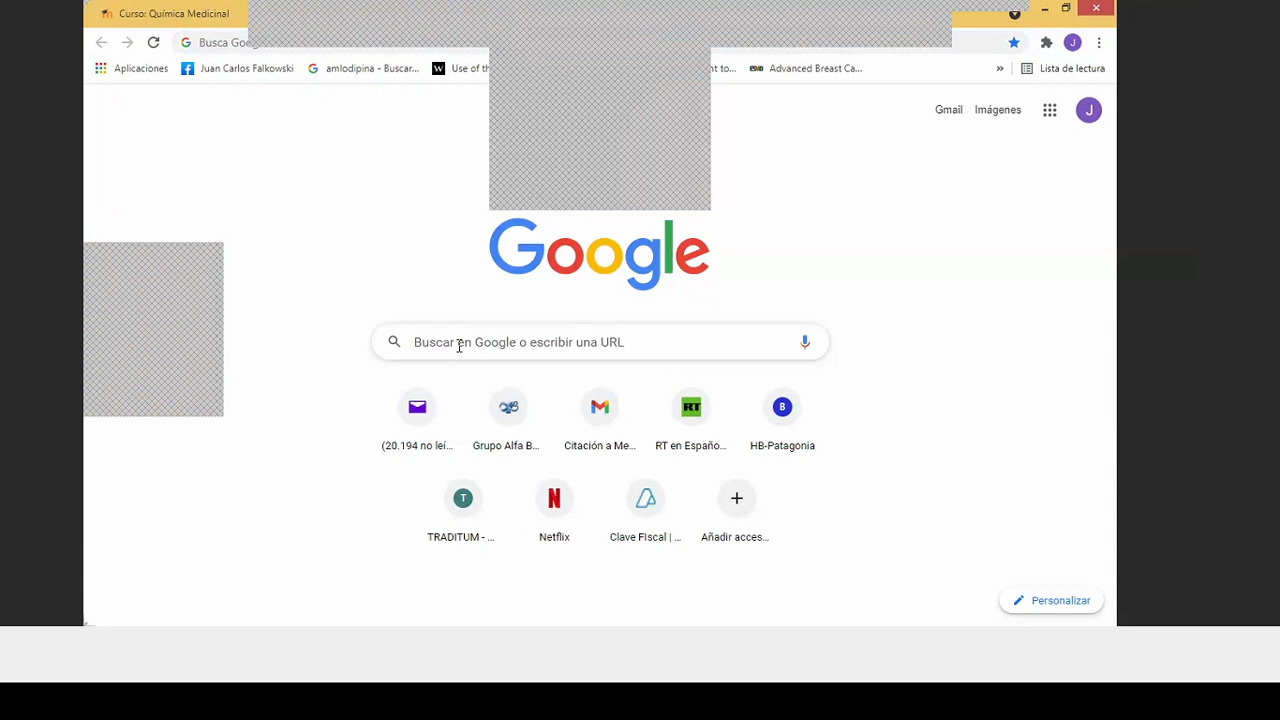 Curso: Química Medicinal
Busca Goo
Aplicaciones
Juan Carlos Falkowski
amlodipina - Buscar...
Use of th
nt to...
Advanced Breast Ca...
»
Lista de lectura
J
Gmail
Imágenes
J
Google
Buscar en Google o escribir una URL
RT
B
(20.194 no leí...
Grupo Alfa B...
Citación a Me...
RT en Españo...
HB-Patagonia
T
N
TRADITUM - ...
Netflix
Clave FIscal | ...
Añadir acces...
Personalizar